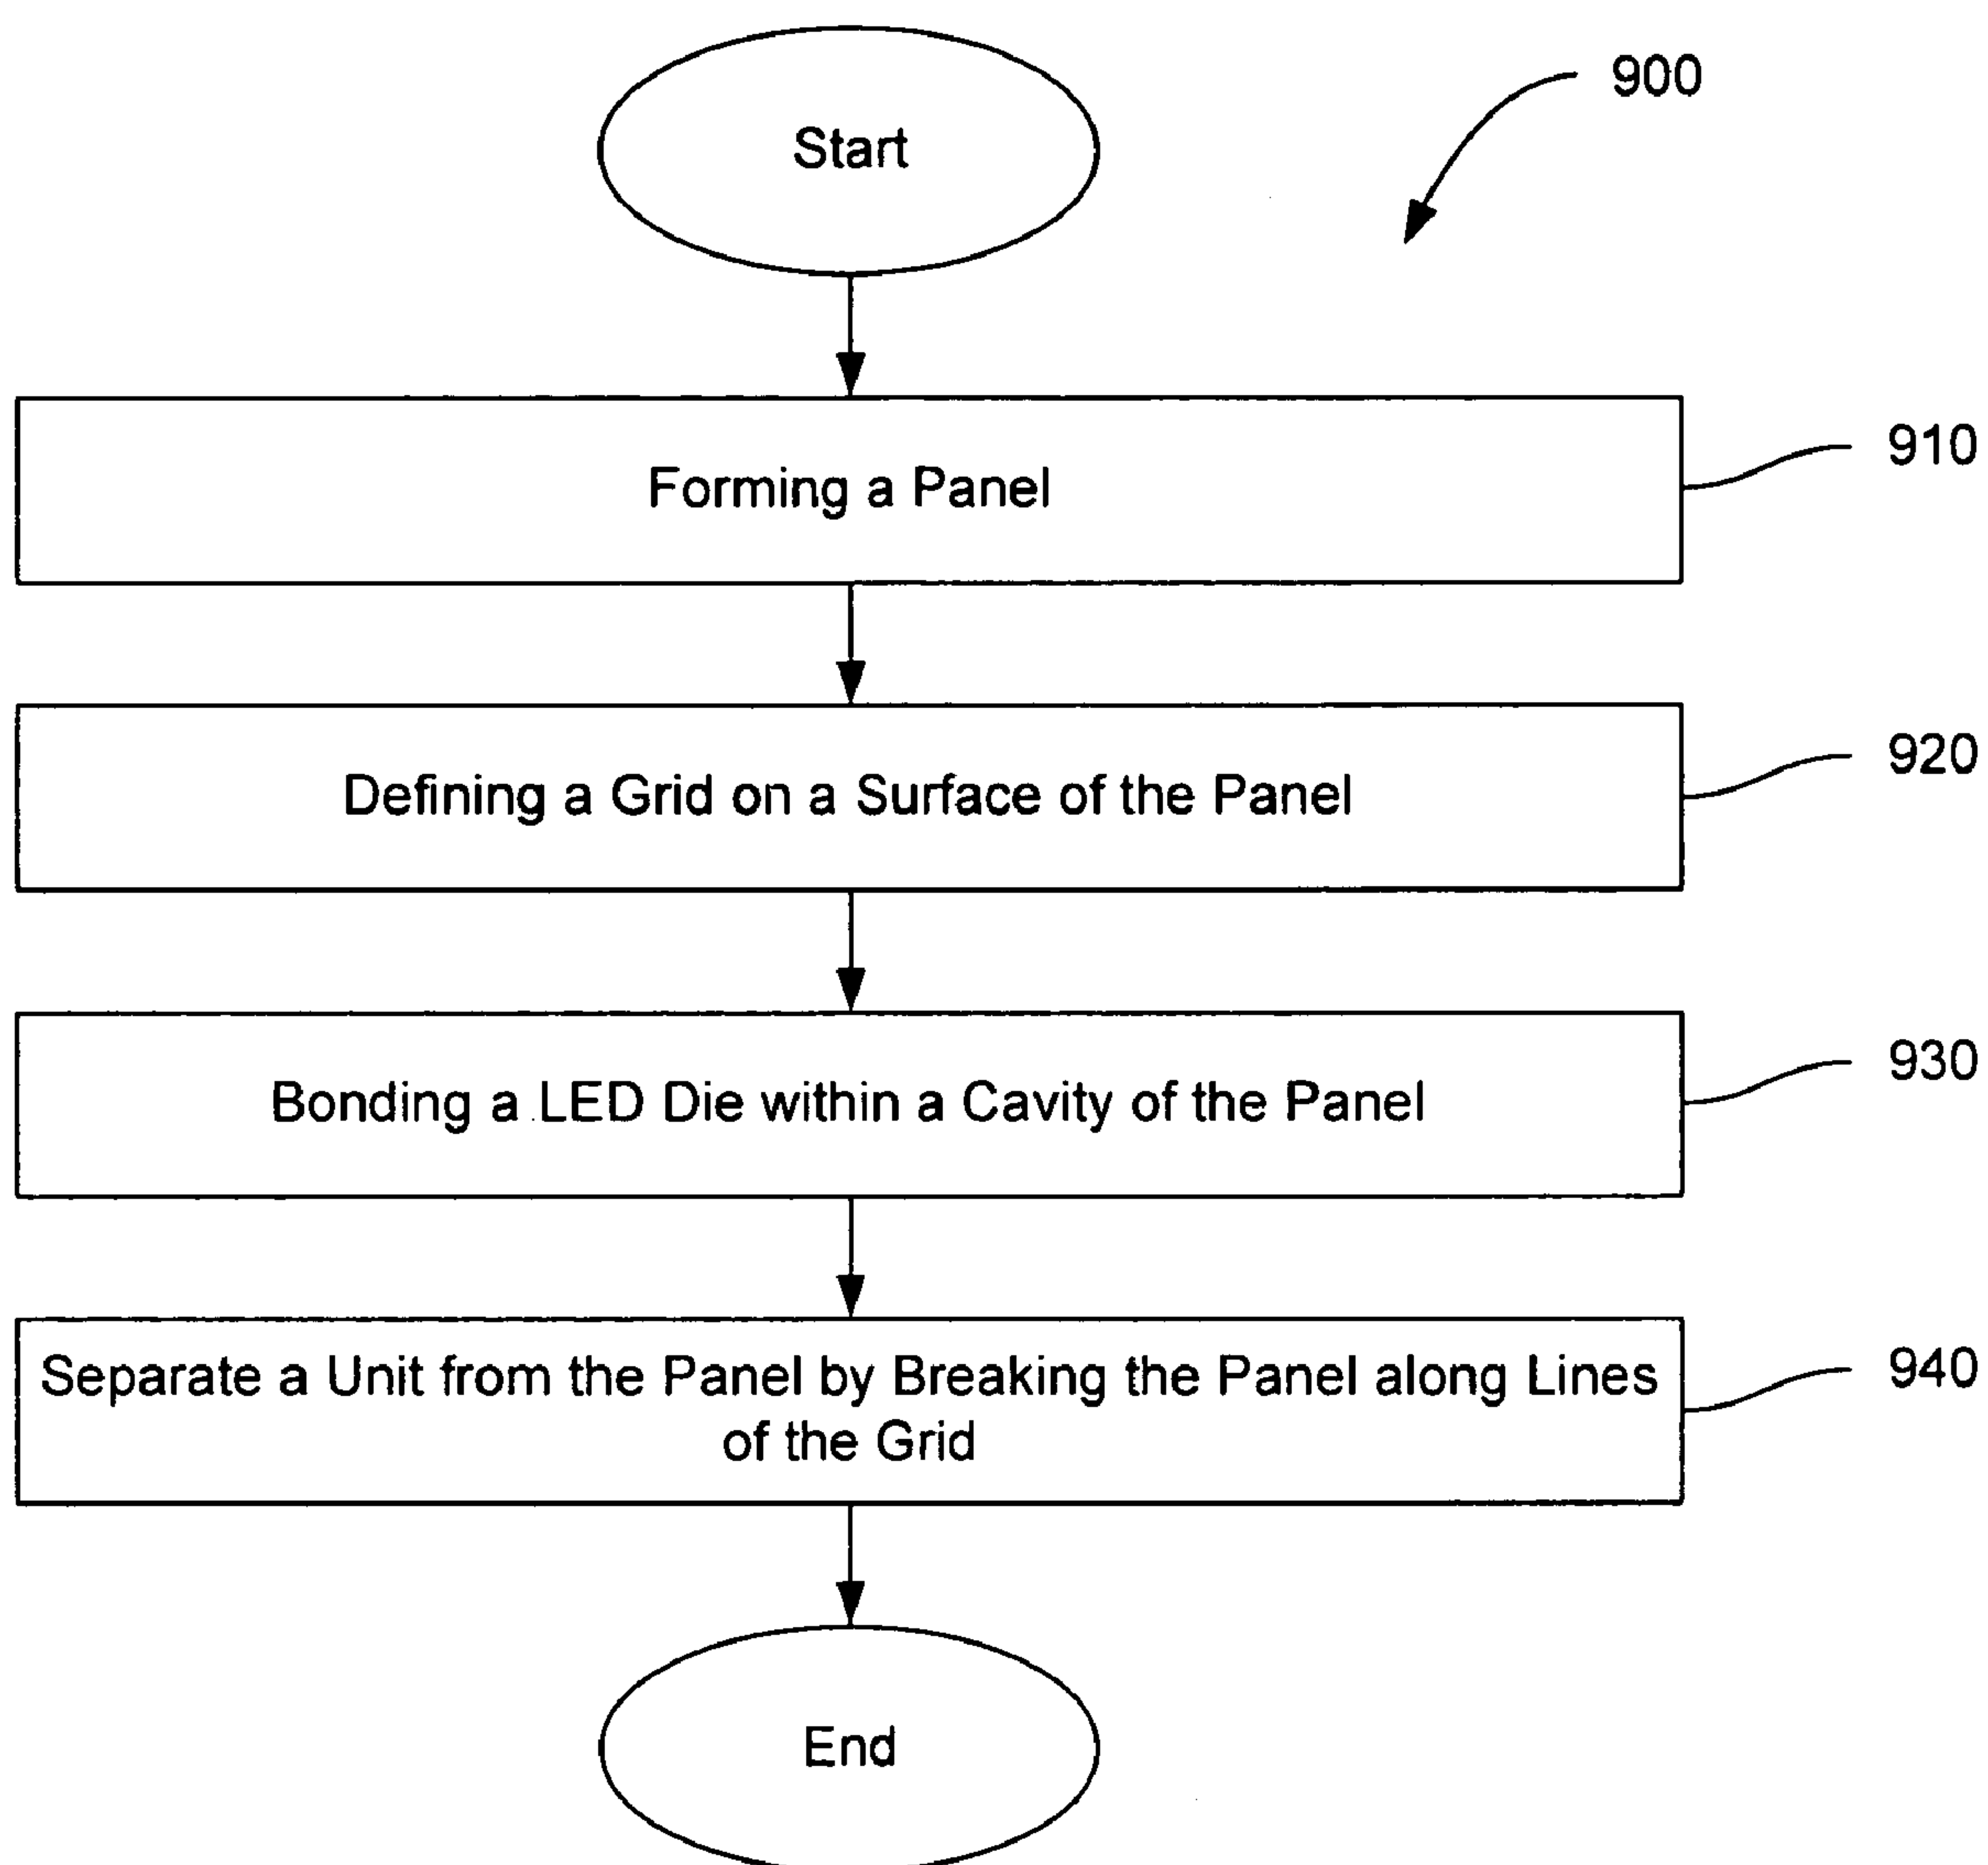 Start
900
Forming a Panel
910
Defining a Grid on a Surface of the Panel
920
Bonding a LED Die within a Cavity of the Panel
930
Separate a Unit from the Panel by Breaking the Panel along Lines
of the Grid
940
End